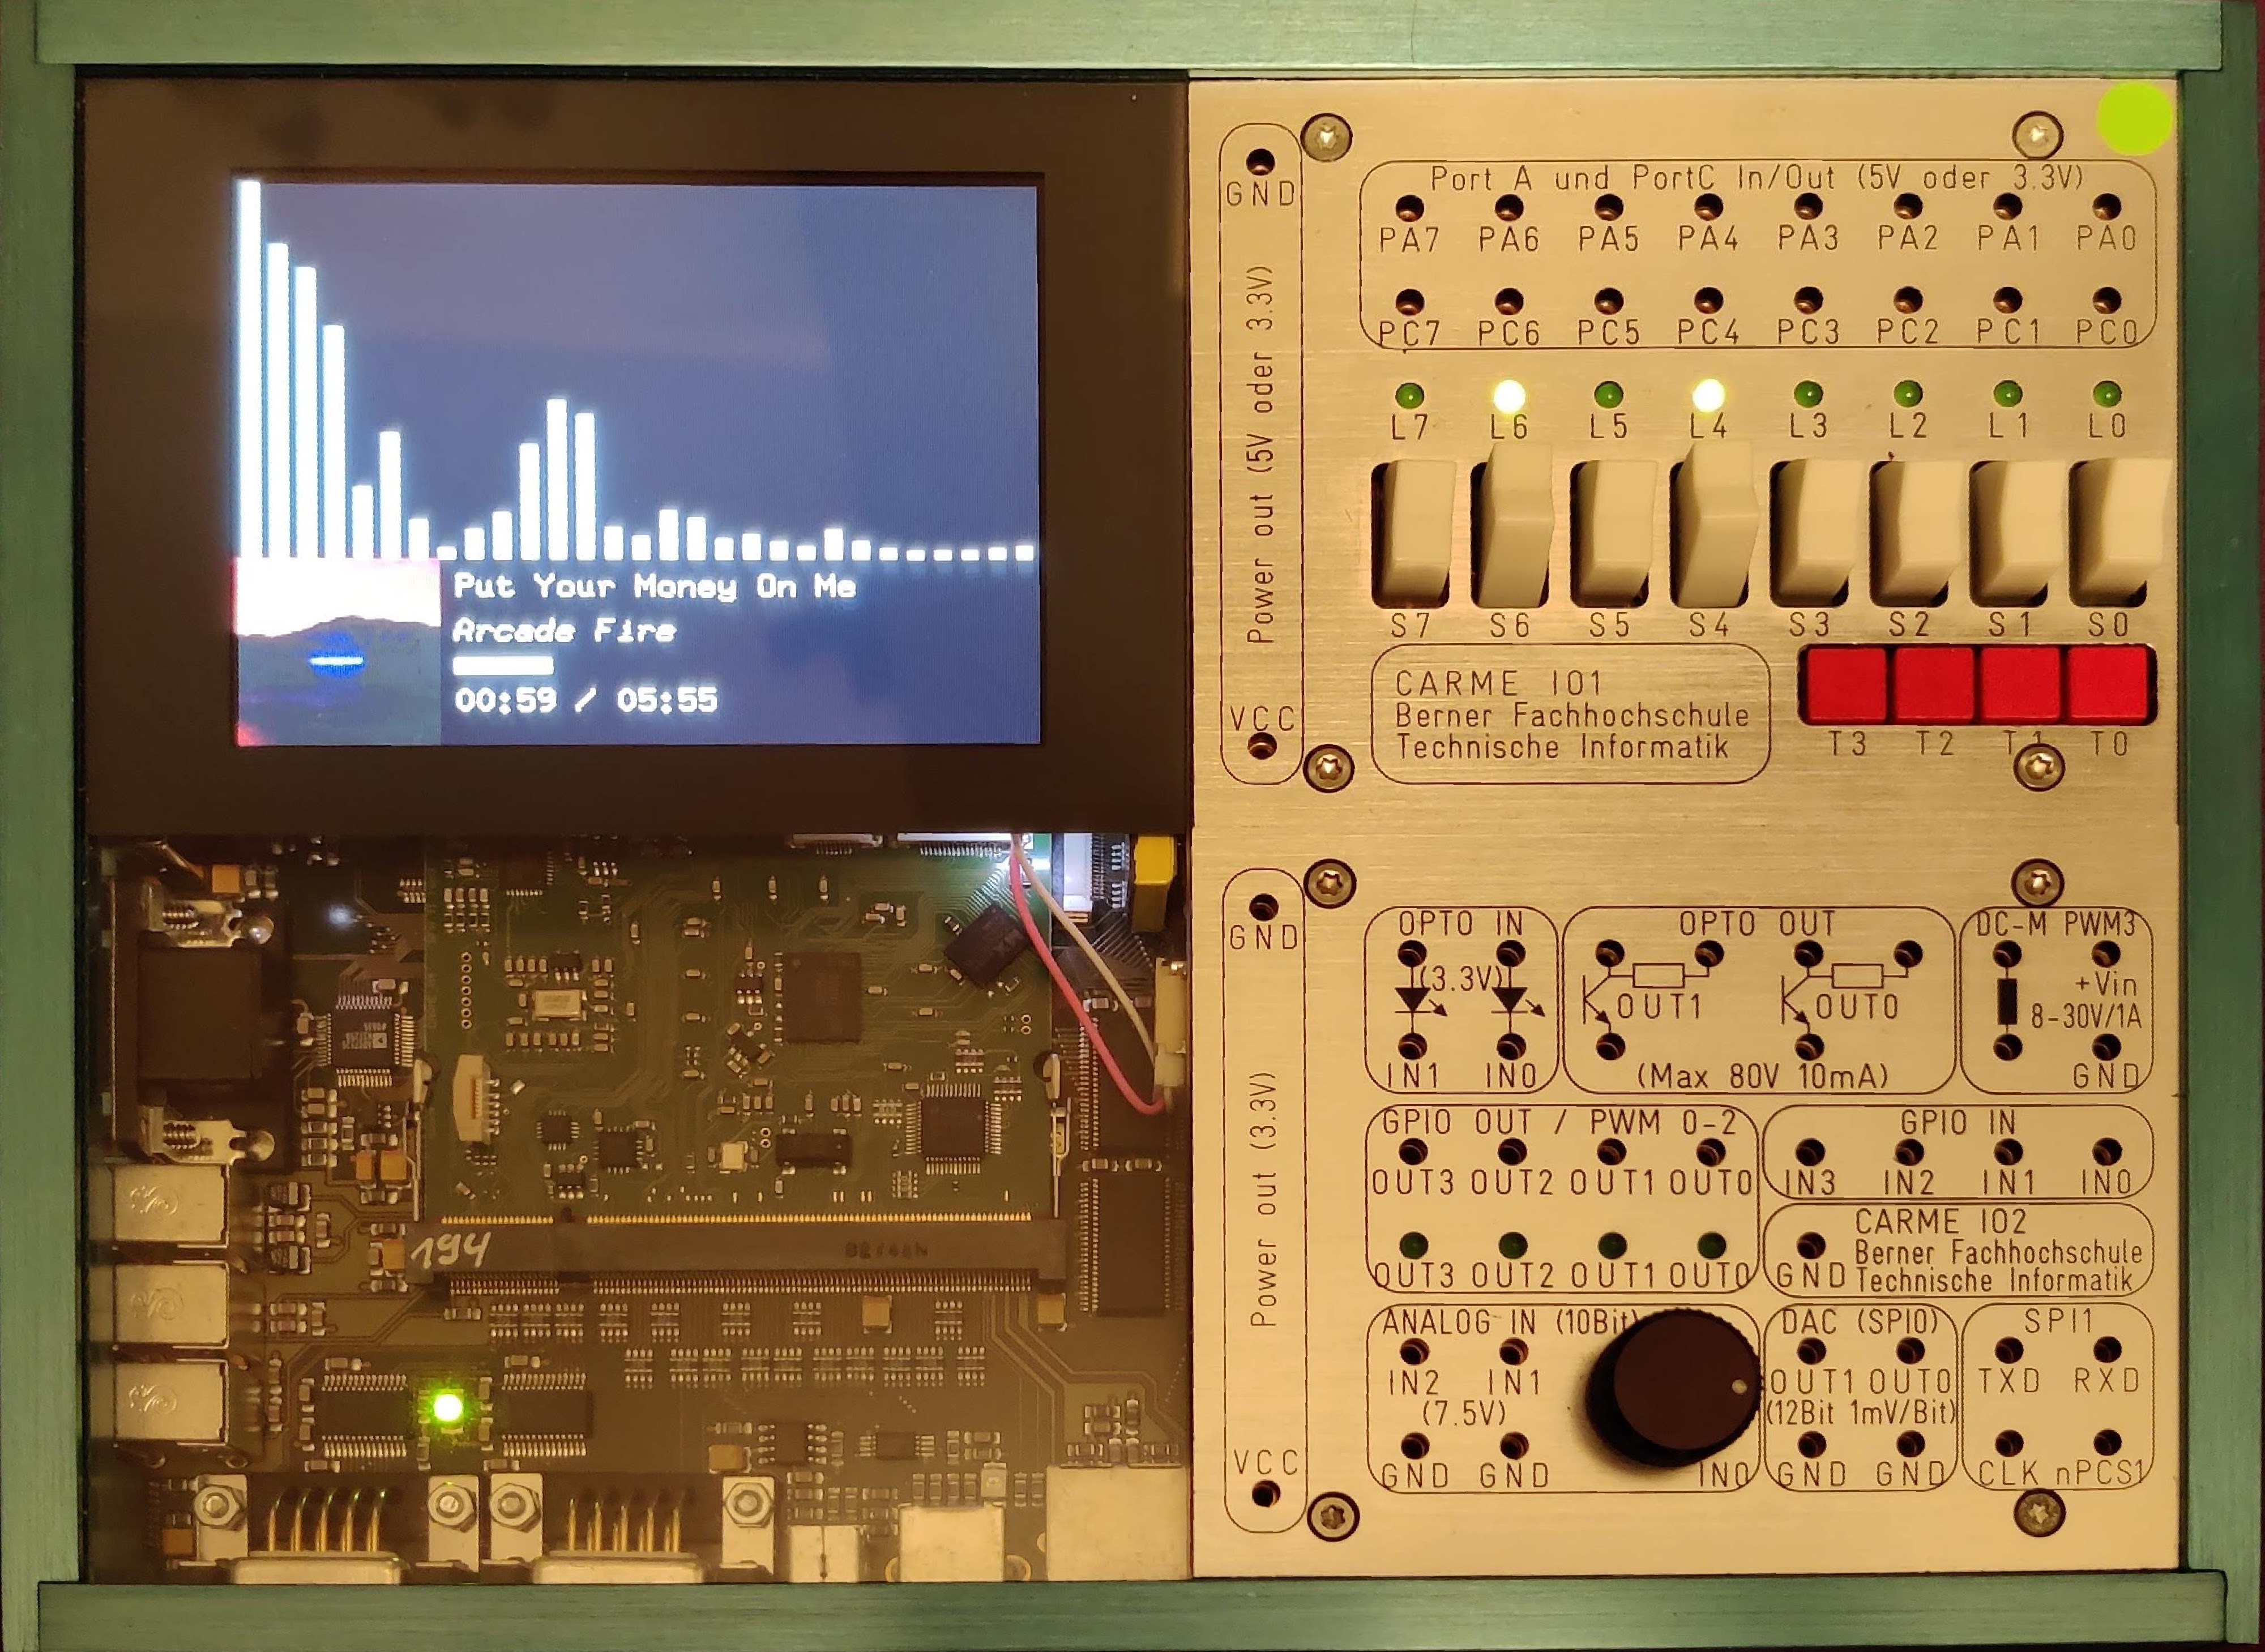 Put Your Money On Me
Arcade Fire
00:59 / 05:55
194
GND
Power out (5V oder 3.3V)
VCC
Port A und PortC In/Out (5V oder 3.3V)
PA7 PA6 PA5 PA4 PA3 PA2 PA1 PA0
PC7 PC6 PC5 PC4 PC3 PC2 PC1 PC0
L7 L6 L5 L4 L3 L2 L1 L0
S7 S6 S5 S4 S3 S2 S1 S0
CARME IO1
Berner Fachhochschule
Technische Informatik
T3 T2 T1 T0
GND
Power out (3.3V)
VCC
OPTO IN
(3.3V)
IN1 IN0
OPTO OUT
OUT1 OUT0
(Max 80V 10mA)
DC-M PWM3
+Vin
8-30V/1A
GND
GPIO OUT / PWM 0-2
OUT3 OUT2 OUT1 OUT0
OUT3 OUT2 OUT1 OUT0
GPIO IN
IN3 IN2 IN1 IN0
GND
CARME IO2
Berner Fachhochschule
Technische Informatik
ANALOG IN (10Bit)
IN2 IN1
(7.5V)
GND GND IN0
DAC (SPI0)
OUT1 OUT0
(12Bit 1mV/Bit)
GND GND
SPI1
TXD RXD
CLK nPCS1